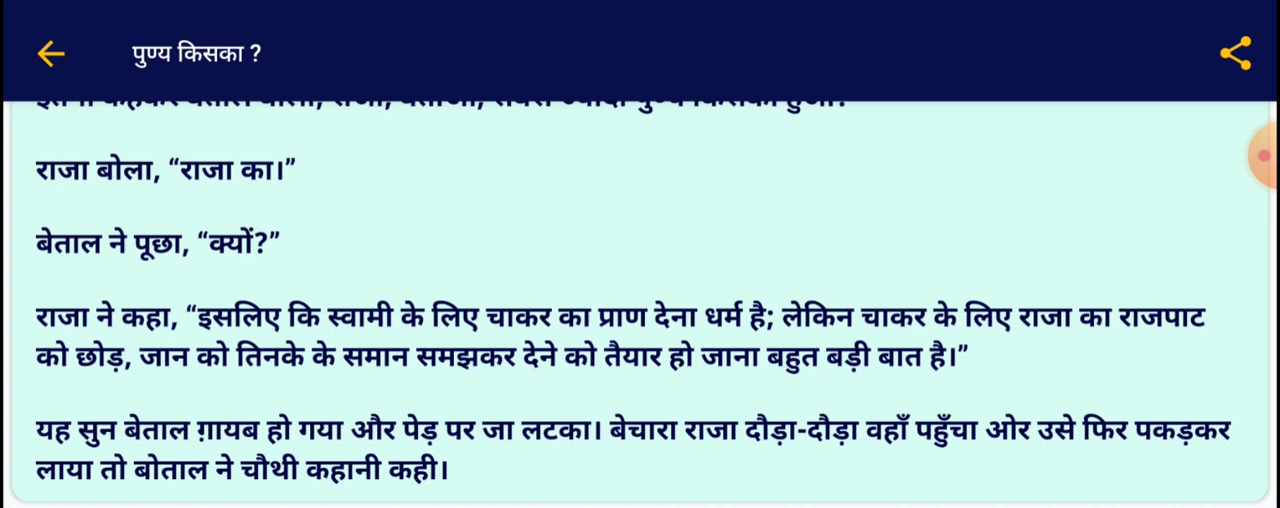 पुण्य किसका ?
राजा बोला, “राजा का।”
बेताल ने पूछा, “क्यों?”
राजा ने कहा, “इसलिए कि स्वामी के लिए चाकर का प्राण देना धर्म है; लेकिन चाकर के लिए राजा का राजपाट
को छोड़, जान को तिनके के समान समझकर देने को तैयार हो जाना बहुत बड़ी बात है।”
यह सुन बेताल ग़ायब हो गया और पेड़ पर जा लटका। बेचारा राजा दौड़ा-दौड़ा वहाँ पहुँचा ओर उसे फिर पकड़कर
लाया तो बोताल ने चौथी कहानी कही।